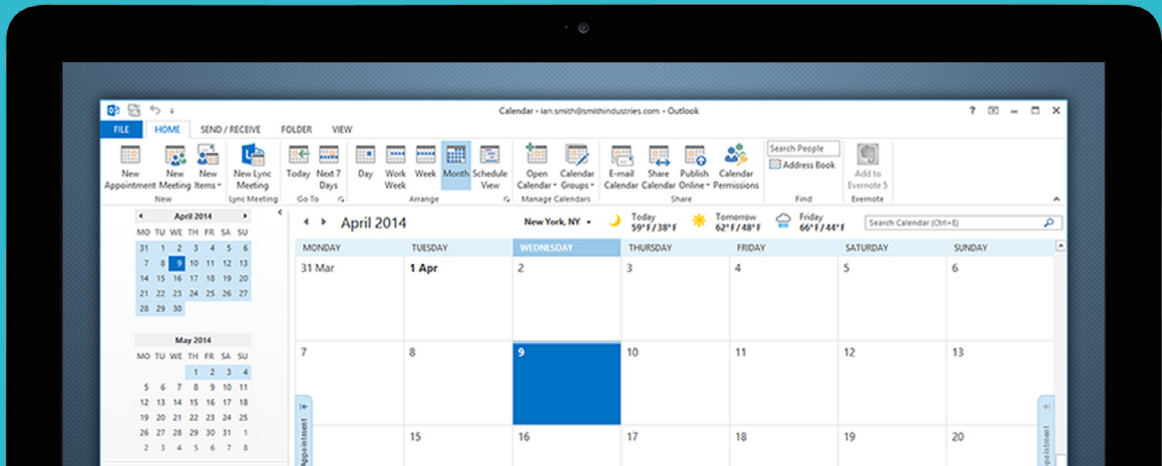 Calendar - ian.smith@smithindustries.com - Outlook
FILE HOME SEND / RECEIVE FOLDER VIEW
New Appointment
New Meeting
New Items
New Lync Meeting
Today
Next 7 Days
Day
Work Week
Week
Month
Schedule View
Open Calendar
Calendar Groups
E-mail Calendar
Share Calendar
Publish Online
Calendar Permissions
Search People
Address Book
Add to Evernote 5
New
Lync Meeting
Go To
Arrange
Manage Calendars
Share
Find
Evernote
April 2014
MO TU WE TH FR SA SU
31 1 2 3 4 5 6
7 8 9 10 11 12 13
14 15 16 17 18 19 20
21 22 23 24 25 26 27
28 29 30
May 2014
MO TU WE TH FR SA SU
1 2 3 4
5 6 7 8 9 10 11
12 13 14 15 16 17 18
19 20 21 22 23 24 25
26 27 28 29 30 31 1
2 3 4 5 6 7 8
April 2014
New York, NY
Today
59°F/38°F
Tomorrow
62°F/48°F
Friday
66°F/44°F
Search Calendar (Ctrl+E)
MONDAY TUESDAY WEDNESDAY THURSDAY FRIDAY SATURDAY SUNDAY
31 Mar 1 Apr 2 3 4 5 6
7 8 9 10 11 12 13
15 16 17 18 19 20
Appointment